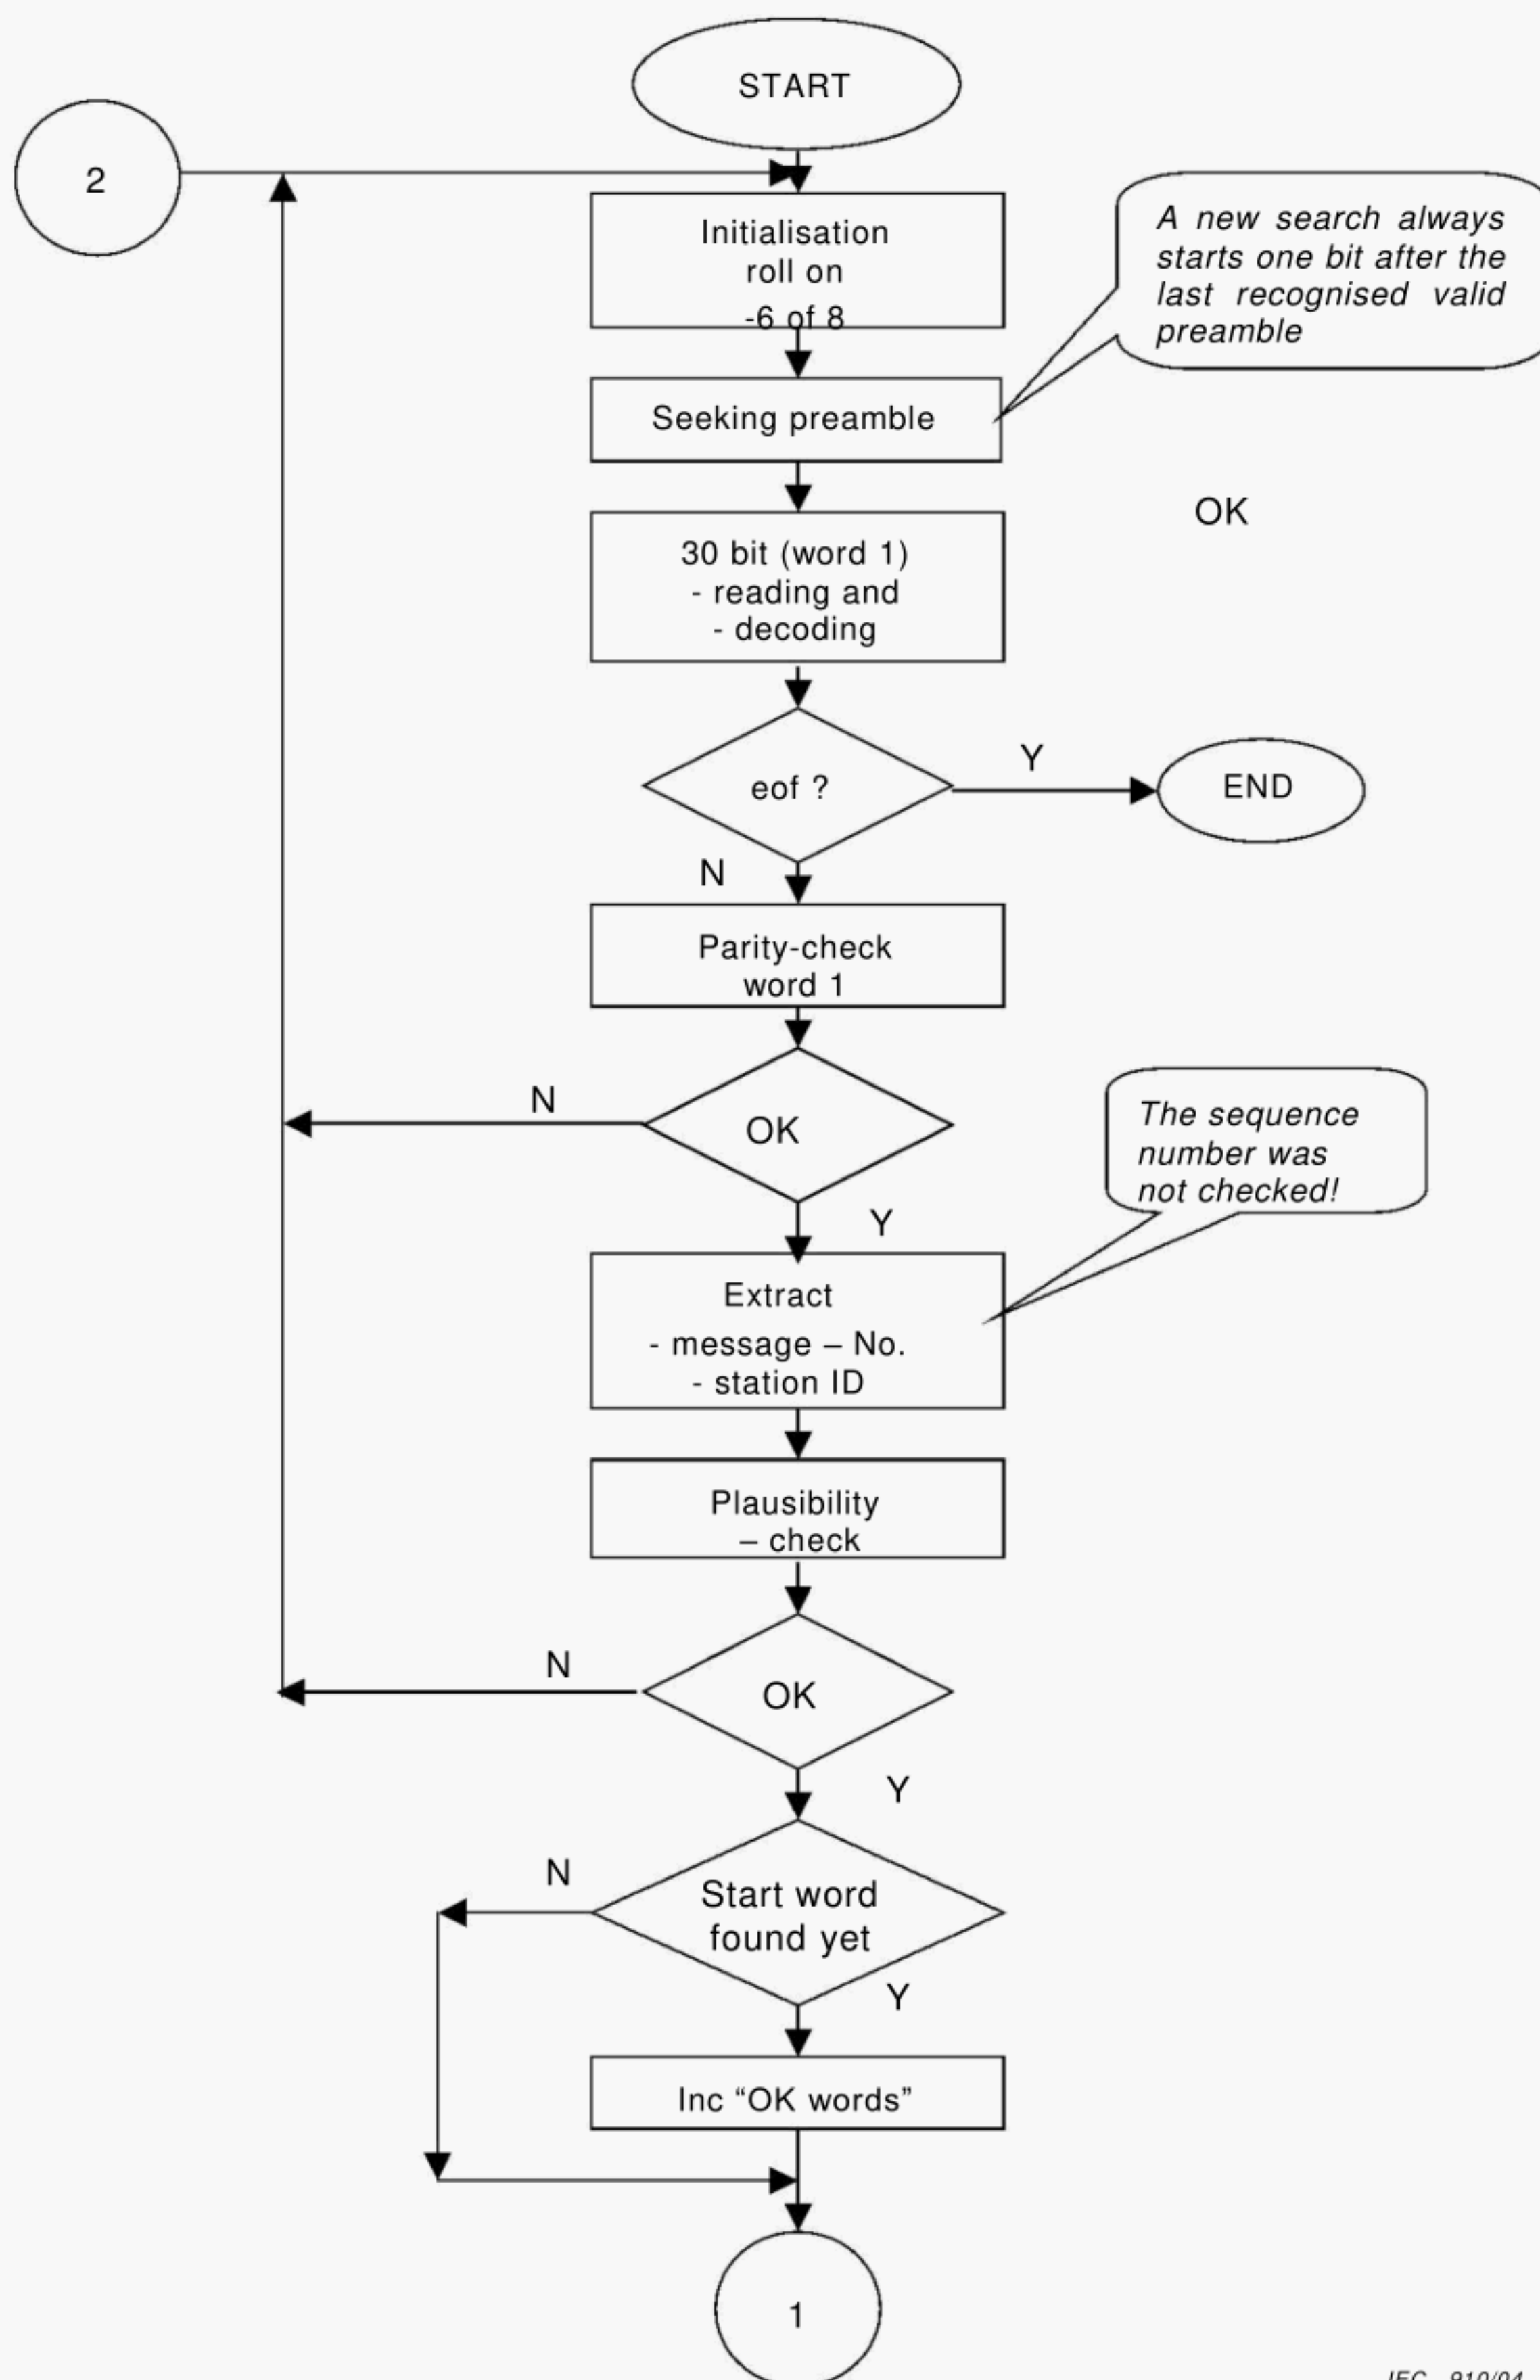 START
2
Initialisation
roll on
-6 of 8
A new search always
starts one bit after the
last recognised valid
preamble
Seeking preamble
OK
30 bit (word 1)
- reading and
- decoding
eof ?
Y
END
N
Parity-check
word 1
N
OK
The sequence
number was
not checked!
Y
Extract
- message – No.
- station ID
Plausibility
– check
N
OK
Y
N
Start word
found yet
Y
Inc “OK words”
1
IEC 910/04